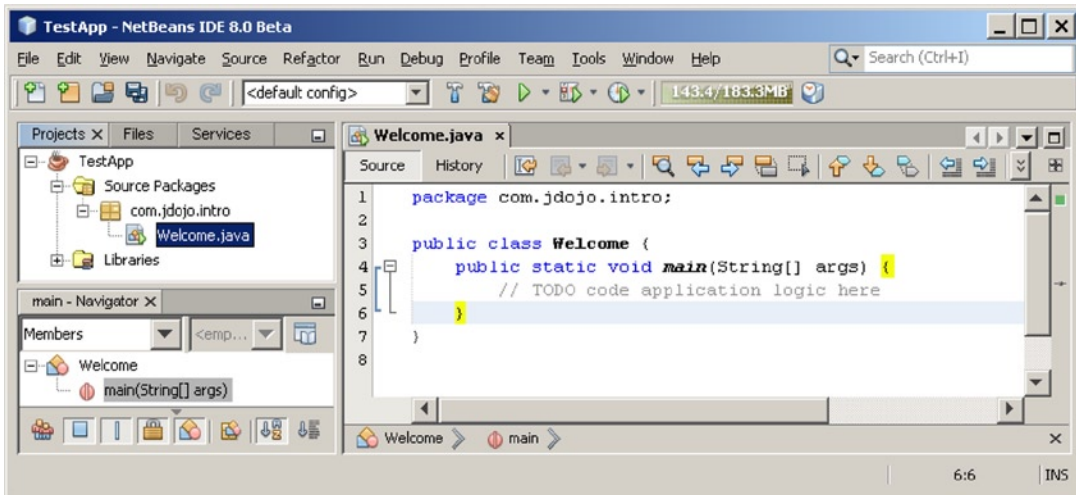 TestApp - NetBeans IDE 8.0 Beta
File Edit View Navigate Source Refactor Run Debug Profile Team Tools Window Help Search (Ctrl+I)
<default config> 143.4/183.3MB
Projects Files Services
TestApp
Source Packages
com.jdojo.intro
Welcome.java
Libraries
main - Navigator
Members <emp...
Welcome
main(String[] args)
Welcome.java
Source History
1 package com.jdojo.intro;
2
3 public class Welcome {
4 public static void main(String[] args) {
5 // TODO code application logic here
6 }
7 }
8
Welcome main
6:6 INS